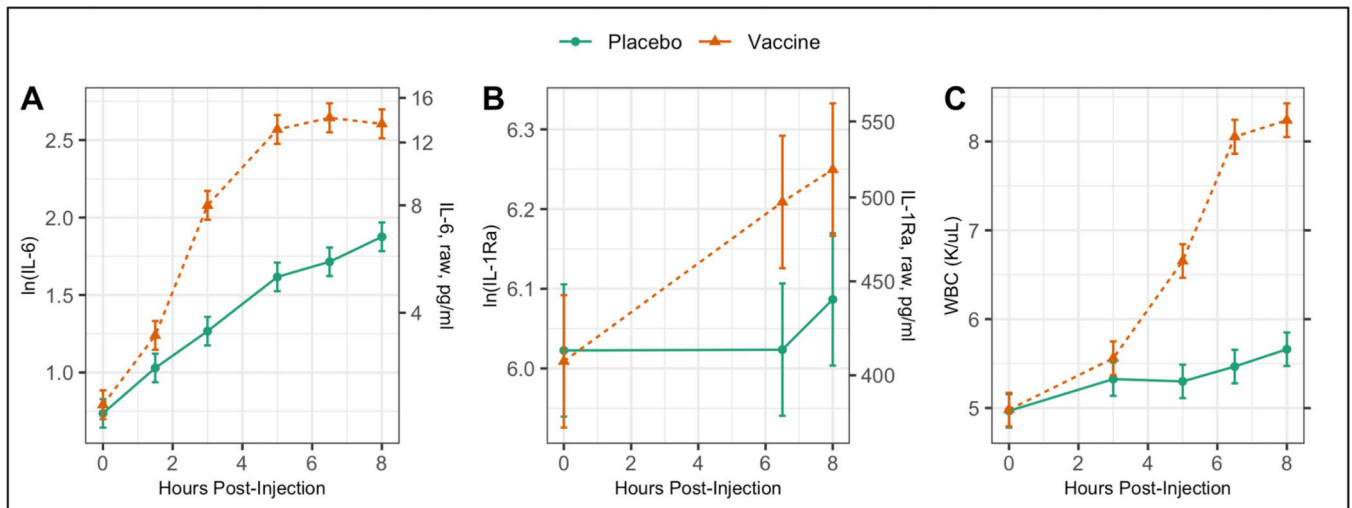 Placebo Vaccine
A
ln(IL-6)
2.5
2.0
1.5
1.0
16
12
8
4
IL-6, raw, pg/ml
0 2 4 6 8
Hours Post-Injection
B
ln(IL-1Ra)
6.3
6.2
6.1
6.0
550
500
450
400
IL-1Ra, raw, pg/ml
0 2 4 6 8
Hours Post-Injection
C
WBC (K/uL)
8
7
6
5
0 2 4 6 8
Hours Post-Injection